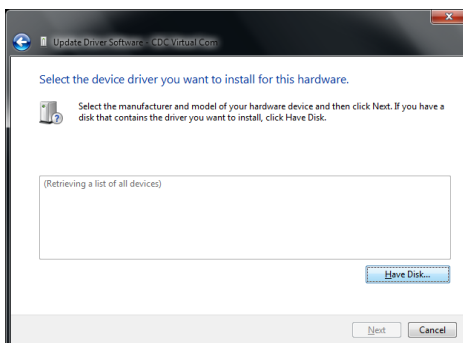 Update Driver Software - CDC Virtual Com
Select the device driver you want to install for this hardware.
Select the manufacturer and model of your hardware device and then click Next. If you have a
disk that contains the driver you want to install, click Have Disk.
(Retrieving a list of all devices)
Have Disk...
Next
Cancel